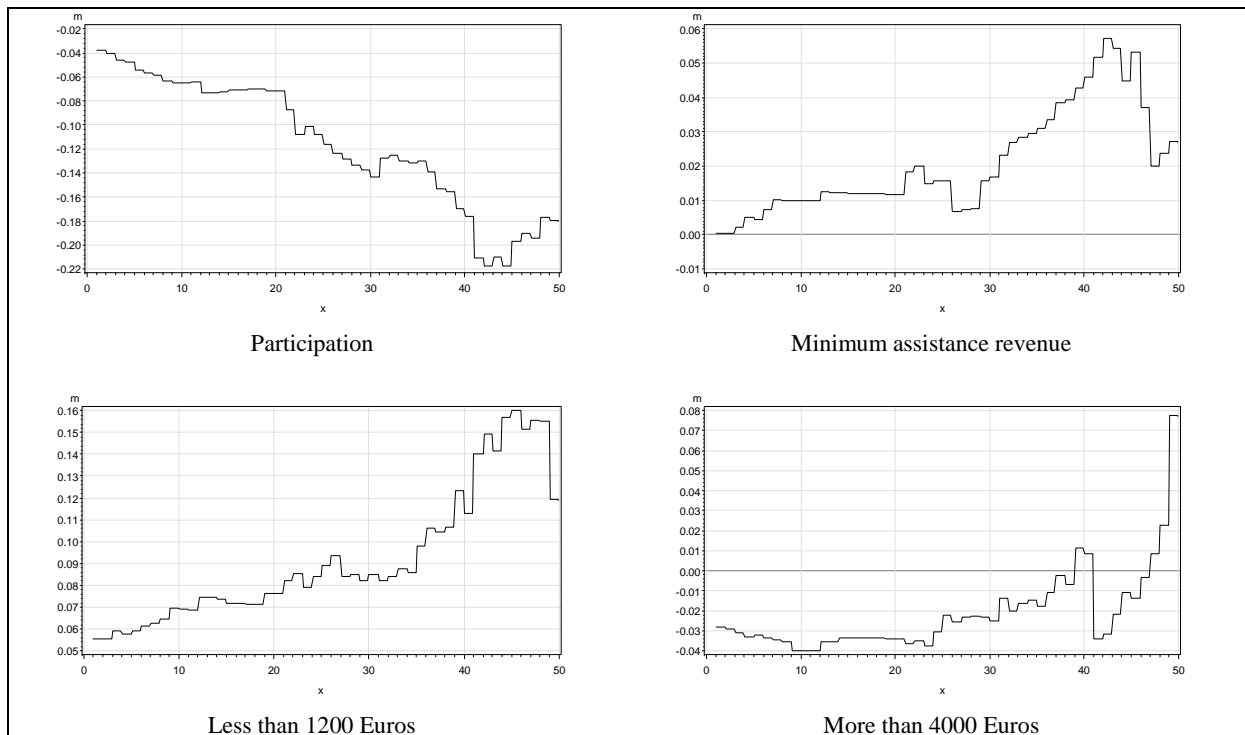 m
-0.02
-0.04
-0.06
-0.08
-0.10
-0.12
-0.14
-0.16
-0.18
-0.20
-0.22
0 10 20 30 40 50
x
Participation
m
0.06
0.05
0.04
0.03
0.02
0.01
0.00
-0.01
0 10 20 30 40 50
x
Minimum assistance revenue
m
0.16
0.15
0.14
0.13
0.12
0.11
0.10
0.09
0.08
0.07
0.06
0.05
0 10 20 30 40 50
x
Less than 1200 Euros
m
0.08
0.07
0.06
0.05
0.04
0.03
0.02
0.01
0.00
-0.01
-0.02
-0.03
-0.04
0 10 20 30 40 50
x
More than 4000 Euros